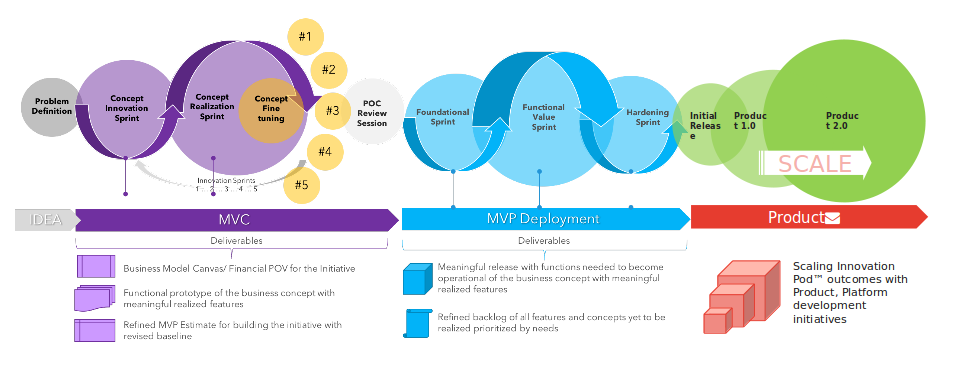 Problem
Definition
Concept
Innovation
Sprint
Concept
Realization
Sprint
Concept
Fine
tuning
#1
#2
#3
#4
#5
POC
Review
Session
Innovation Sprints
1 ... 2 ... 3 ... 4 ... 5
Foundational
Sprint
Functional
Value
Sprint
Hardening
Sprint
Initial
Releas
e
Produc
t 1.0
Produc
t 2.0
SCALE
IDEA
MVC
MVP Deployment
Product
Deliverables
Business Model Canvas/ Financial POV for the Initiative
Functional prototype of the business concept with
meaningful realized features
Refined MVP Estimate for building the initiative with
revised baseline
Deliverables
Meaningful release with functions needed to become
operational of the business concept with meaningful
realized features
Refined backlog of all features and concepts yet to be
realized prioritized by needs
Scaling Innovation
Pod™ outcomes with
Product, Platform
development
initiatives